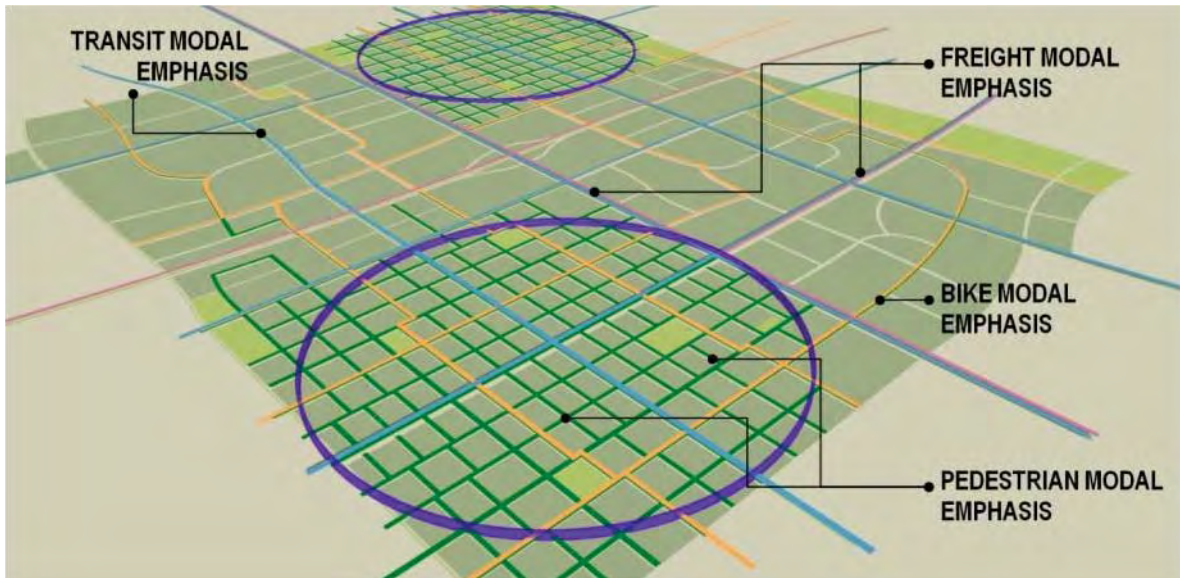 TRANSIT MODAL
EMPHASIS
FREIGHT MODAL
EMPHASIS
BIKE MODAL
EMPHASIS
PEDESTRIAN MODAL
EMPHASIS